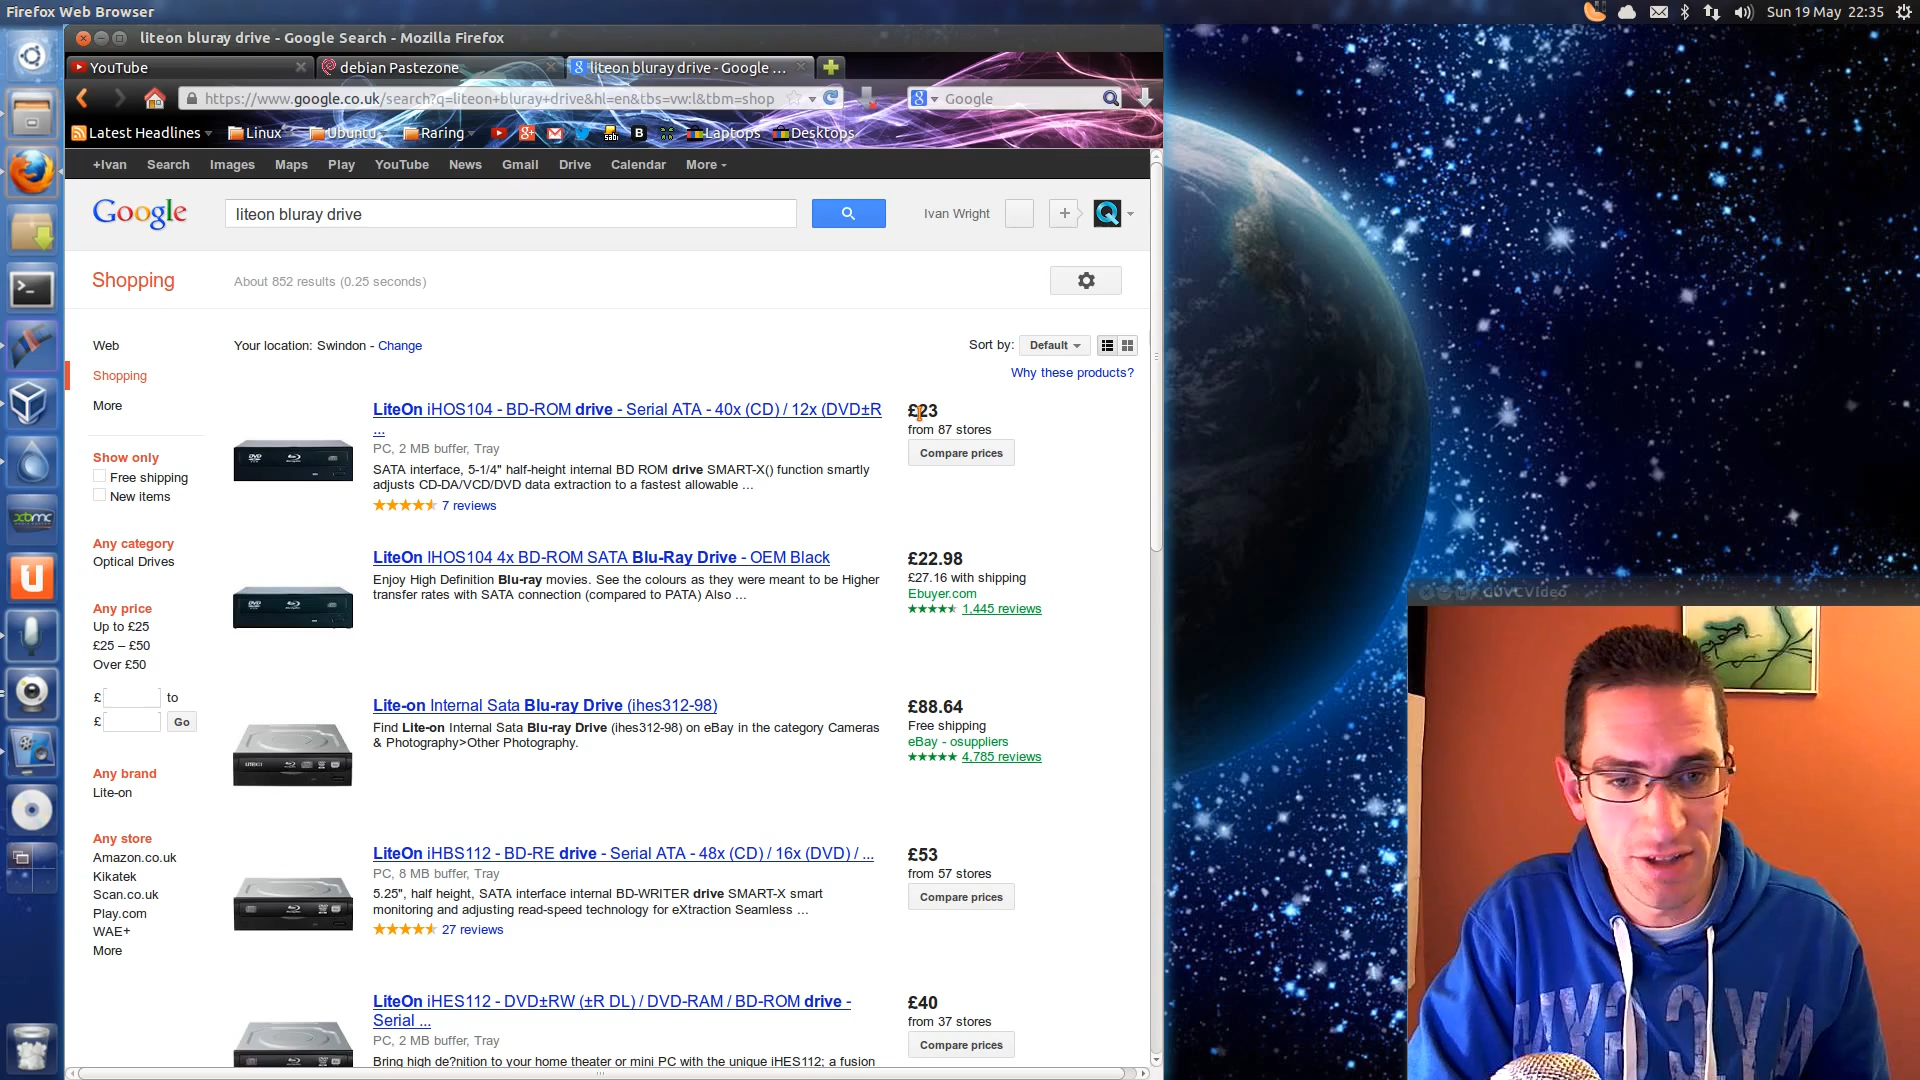 Firefox Web Browser
Sun 19 May 22:35
liteon bluray drive - Google Search - Mozilla Firefox
YouTube
debian Pastezone
liteon bluray drive - Google ...
https://www.google.co.uk/search?q=liteon+bluray+drive&hl=en&tbs=vw:l&tbm=shop
Google
Latest Headlines
Linux
Ubuntu
Raring
Laptops
Desktops
+Ivan Search Images Maps Play YouTube News Gmail Drive Calendar More
Google
liteon bluray drive
Ivan Wright
Shopping
About 852 results (0.25 seconds)
Web
Shopping
More
Your location: Swindon - Change
Sort by: Default
Why these products?
Show only
Free shipping
New items
Any category
Optical Drives
Any price
Up to £25
£25 – £50
Over £50
£ to
£ Go
Any brand
Lite-on
Any store
Amazon.co.uk
Kikatek
Scan.co.uk
Play.com
WAE+
More
LiteOn iHOS104 - BD-ROM drive - Serial ATA - 40x (CD) / 12x (DVD±R
...
PC, 2 MB buffer, Tray
SATA interface, 5-1/4" half-height internal BD ROM drive SMART-X() function smartly
adjusts CD-DA/VCD/DVD data extraction to a fastest allowable ...
7 reviews
£23
from 87 stores
Compare prices
LiteOn IHOS104 4x BD-ROM SATA Blu-Ray Drive - OEM Black
Enjoy High Definition Blu-ray movies. See the colours as they were meant to be Higher
transfer rates with SATA connection (compared to PATA) Also ...
£22.98
£27.16 with shipping
Ebuyer.com
1,445 reviews
Lite-on Internal Sata Blu-ray Drive (ihes312-98)
Find Lite-on Internal Sata Blu-ray Drive (ihes312-98) on eBay in the category Cameras
& Photography>Other Photography.
£88.64
Free shipping
eBay - osuppliers
4,785 reviews
LiteOn iHBS112 - BD-RE drive - Serial ATA - 48x (CD) / 16x (DVD) / ...
PC, 8 MB buffer, Tray
5.25", half height, SATA interface internal BD-WRITER drive SMART-X smart
monitoring and adjusting read-speed technology for eXtraction Seamless ...
27 reviews
£53
from 57 stores
Compare prices
LiteOn iHES112 - DVD±RW (±R DL) / DVD-RAM / BD-ROM drive -
Serial ...
PC, 2 MB buffer, Tray
Bring high de?nition to your home theater or mini PC with the unique iHES112; a fusion
£40
from 37 stores
Compare prices
xbmc
GUVCVideo